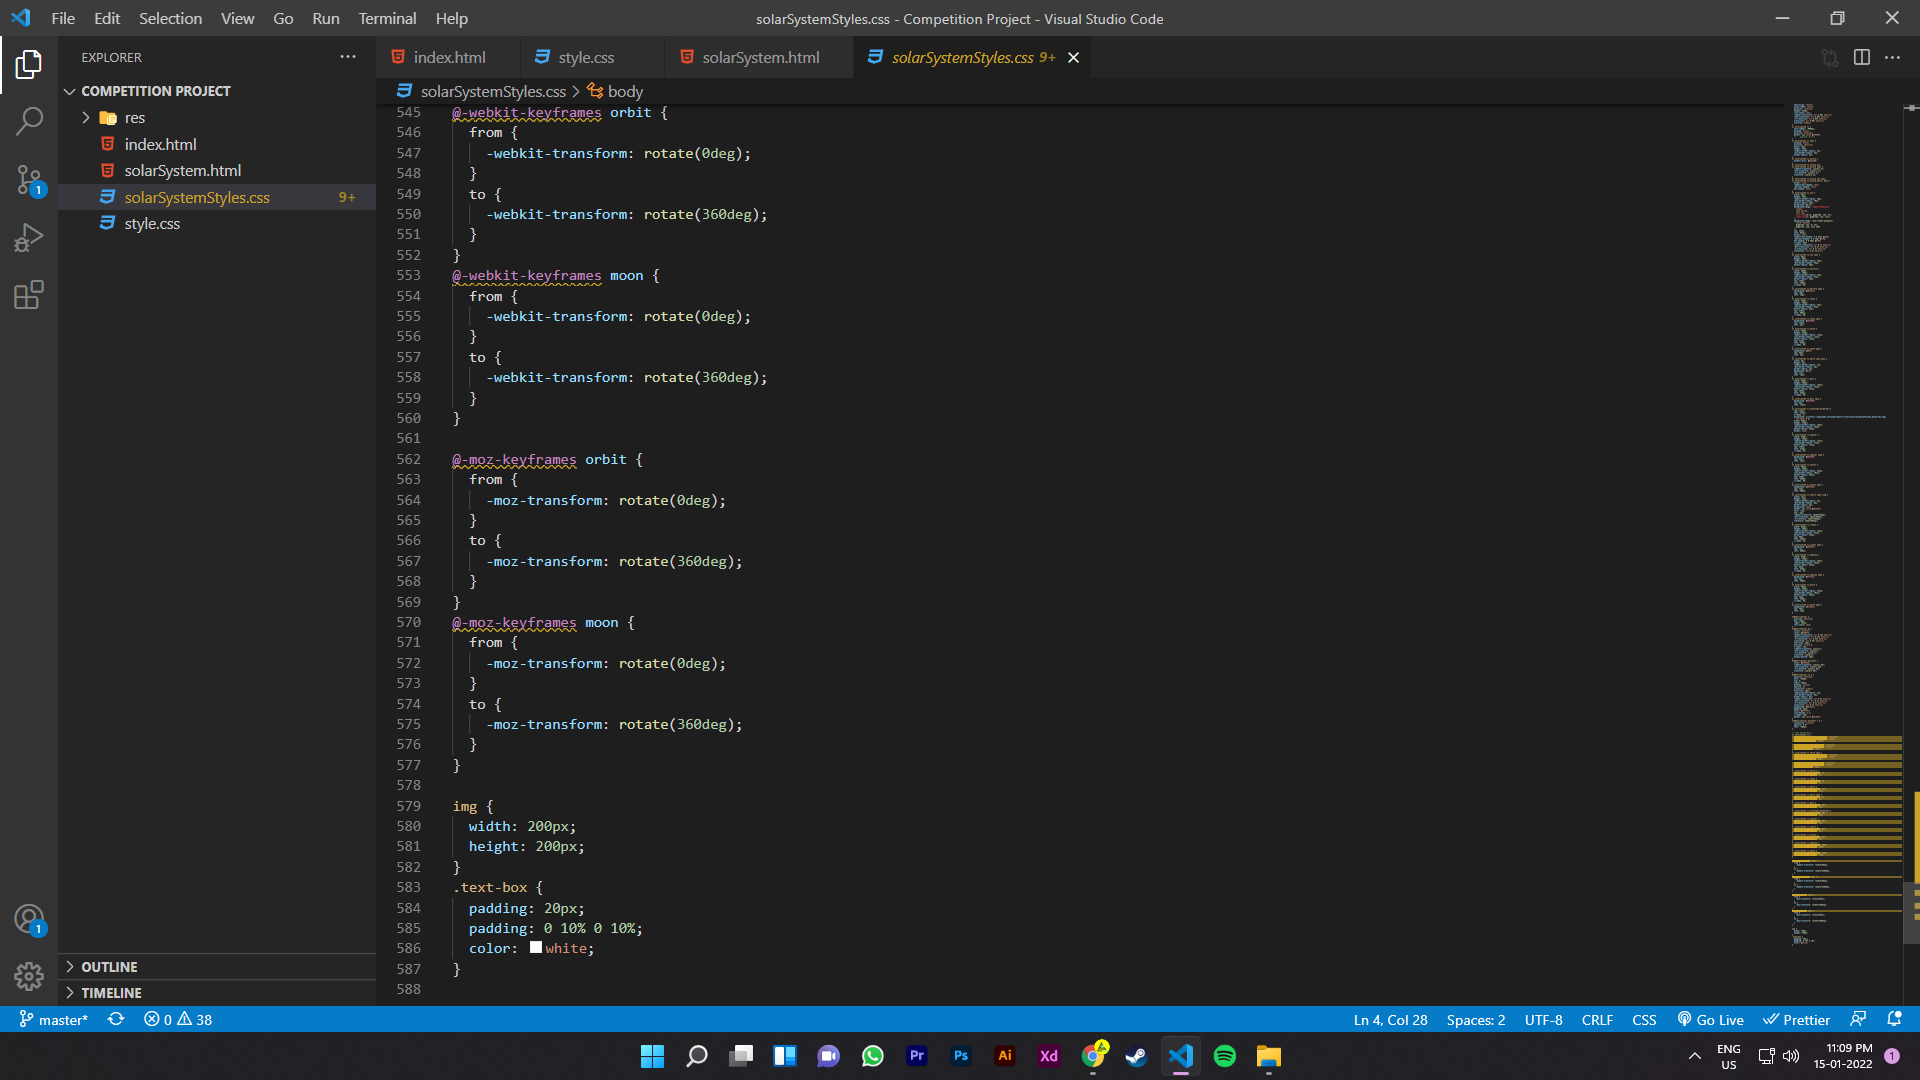 File Edit Selection View Go Run Terminal Help
solarSystemStyles.css - Competition Project - Visual Studio Code
EXPLORER
COMPETITION PROJECT
res
index.html
solarSystem.html
solarSystemStyles.css 9+
style.css
OUTLINE
TIMELINE
index.html style.css solarSystem.html solarSystemStyles.css 9+
solarSystemStyles.css > body
545 @-webkit-keyframes orbit {
546 from {
547 -webkit-transform: rotate(0deg);
548 }
549 to {
550 -webkit-transform: rotate(360deg);
551 }
552 }
553 @-webkit-keyframes moon {
554 from {
555 -webkit-transform: rotate(0deg);
556 }
557 to {
558 -webkit-transform: rotate(360deg);
559 }
560 }
561
562 @-moz-keyframes orbit {
563 from {
564 -moz-transform: rotate(0deg);
565 }
566 to {
567 -moz-transform: rotate(360deg);
568 }
569 }
570 @-moz-keyframes moon {
571 from {
572 -moz-transform: rotate(0deg);
573 }
574 to {
575 -moz-transform: rotate(360deg);
576 }
577 }
578
579 img {
580 width: 200px;
581 height: 200px;
582 }
583 .text-box {
584 padding: 20px;
585 padding: 0 10% 0 10%;
586 color: white;
587 }
588
1
1
master* 0 38 Ln 4, Col 28 Spaces: 2 UTF-8 CRLF CSS Go Live Prettier
Pr Ps Ai Xd
ENG
US
11:09 PM
15-01-2022
1